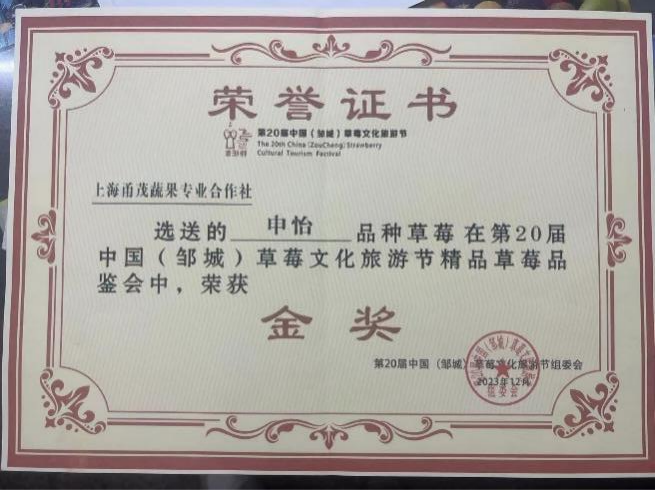 荣誉证书
第20届中国（邹城）草莓文化旅游节
The 20th China (ZouCheng) Strawberry
Cultural Tourism Festival
上海甬茂蔬果专业合作社
选送的 申怡 品种草莓在第20届
中国（邹城）草莓文化旅游节精品草莓品
鉴会中，荣获
金奖
第20届中国（邹城）草莓文化旅游节组委会
2023年12月
组委会